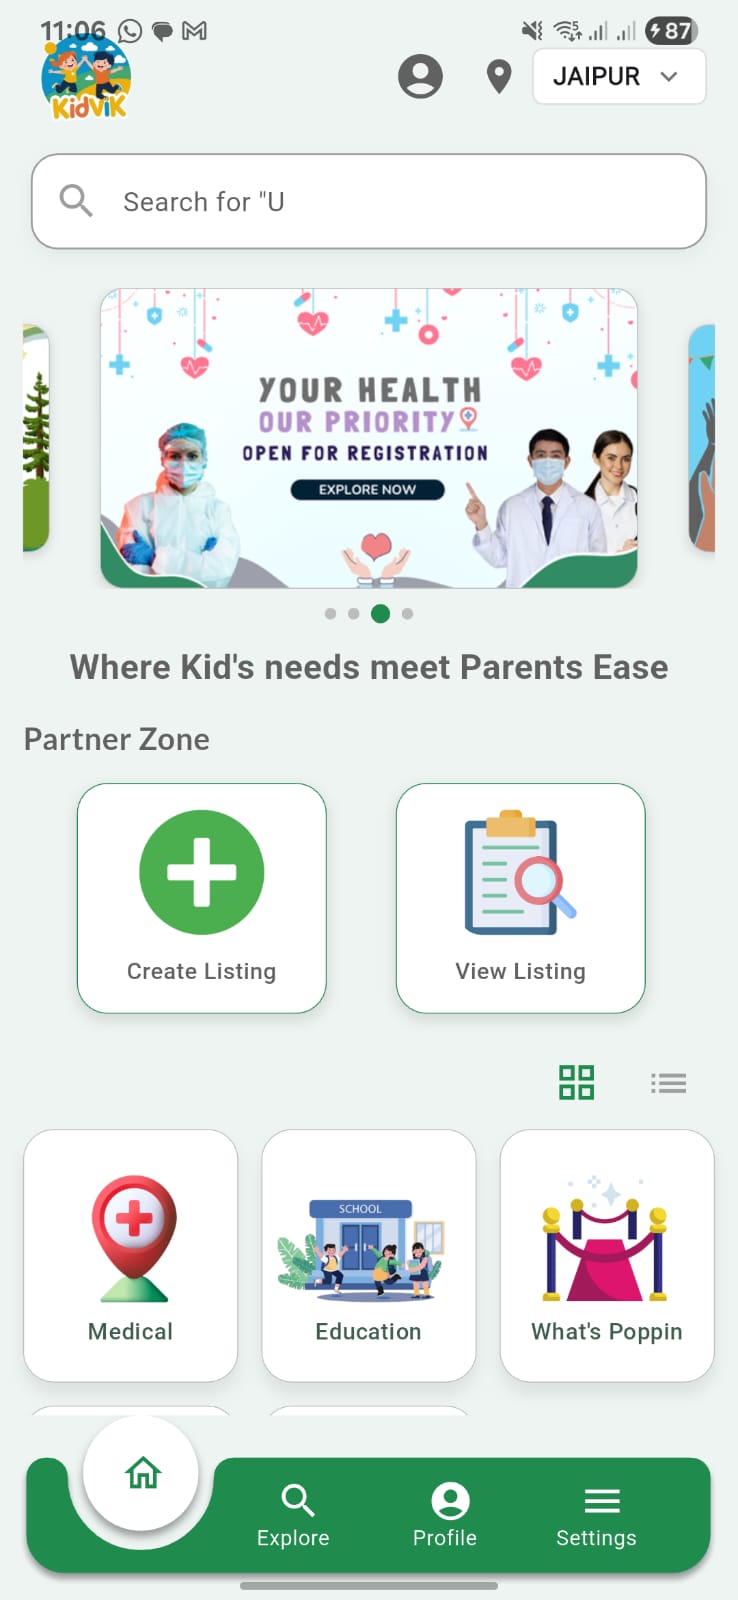 11:06
87
KidViK
JAIPUR
Search for "U
YOUR HEALTH
OUR PRIORITY
OPEN FOR REGISTRATION
EXPLORE NOW
Where Kid's needs meet Parents Ease
Partner Zone
Create Listing
View Listing
SCHOOL
Medical
Education
What's Poppin
Explore
Profile
Settings